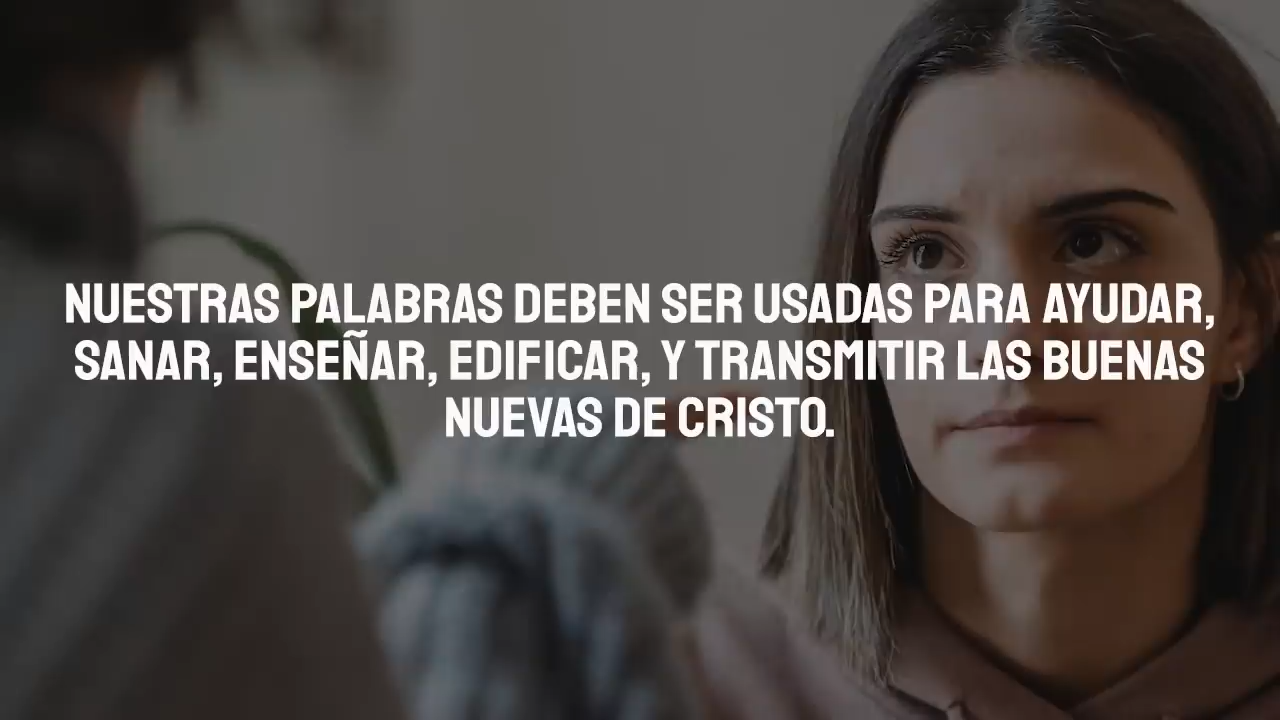 NUESTRAS PALABRAS DEBEN SER USADAS PARA AYUDAR,
SANAR, ENSEÑAR, EDIFICAR, Y TRANSMITIR LAS BUENAS
NUEVAS DE CRISTO.